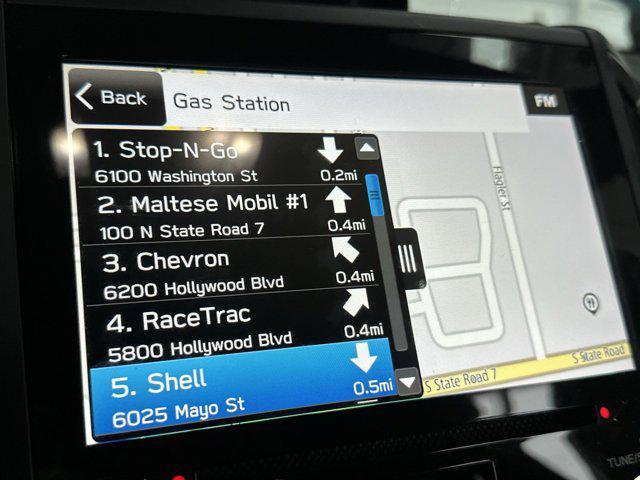 Back
Gas Station
FM
1. Stop-N-Go
6100 Washington St
0.2mi
2. Maltese Mobil #1
100 N State Road 7
0.4mi
3. Chevron
6200 Hollywood Blvd
0.4mi
4. RaceTrac
5800 Hollywood Blvd
0.4mi
5. Shell
6025 Mayo St
0.5mi
Flagler St
S State Road 7
S State Road
TUNE/